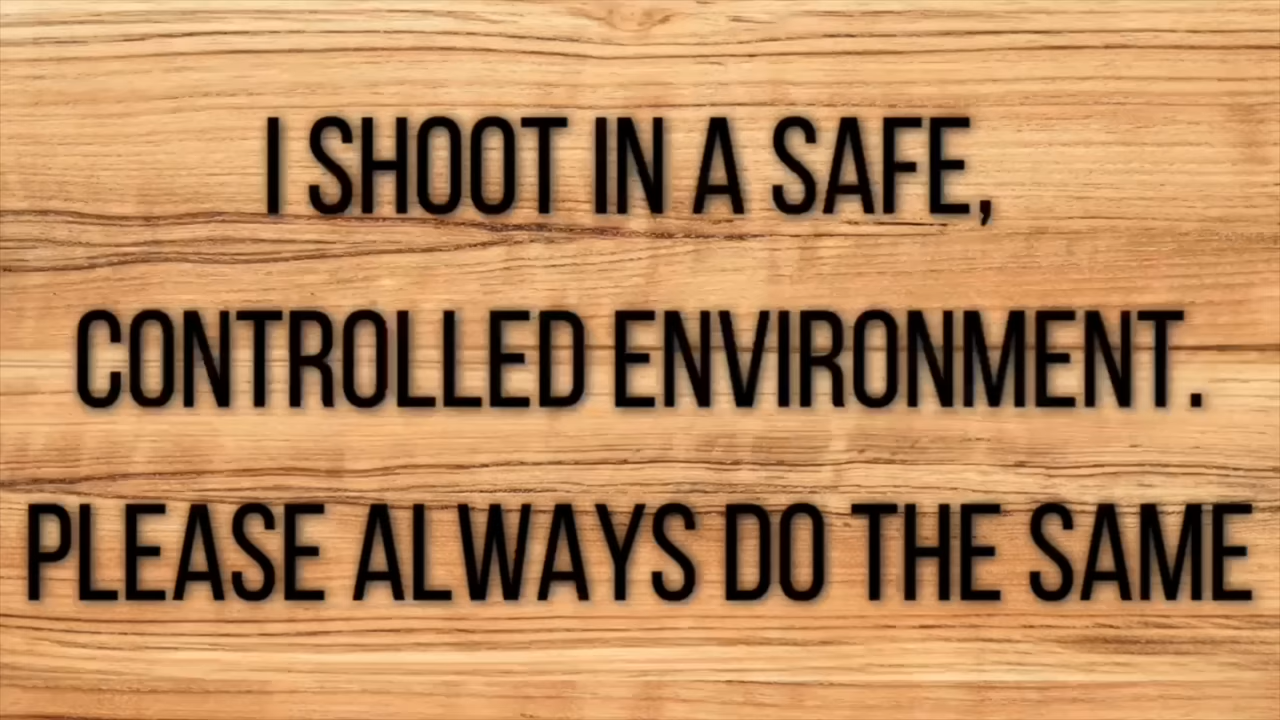 I SHOOT IN A SAFE,
CONTROLLED ENVIRONMENT.
PLEASE ALWAYS DO THE SAME